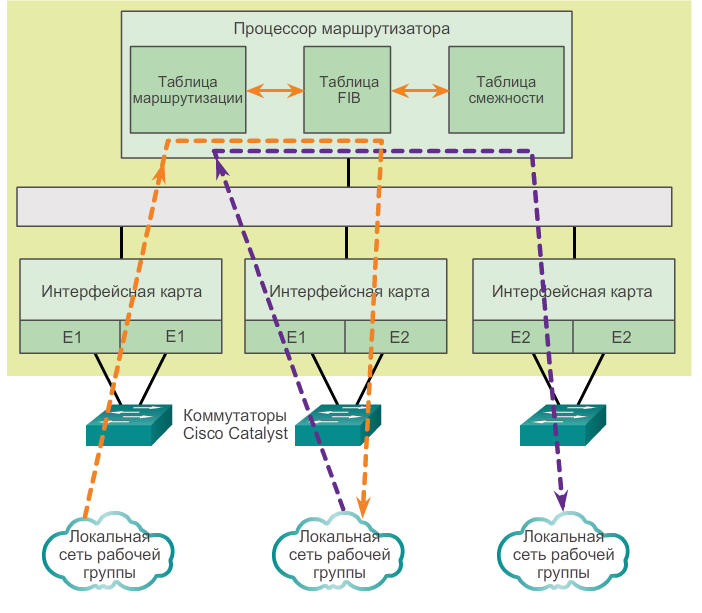 Процессор маршрутизатора
Таблица
маршрутизации
Таблица
FIB
Таблица
смежности
Интерфейсная карта
E1 E1
Интерфейсная карта
E1 E2
Интерфейсная карта
E2 E2
Коммутаторы
Cisco Catalyst
Локальная
сеть рабочей
группы
Локальная
сеть рабочей
группы
Локальная
сеть рабочей
группы